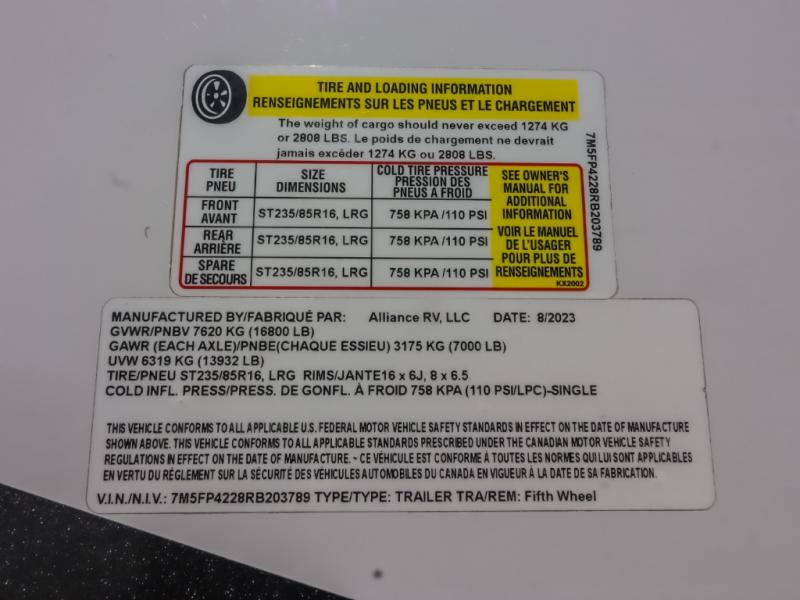 TIRE AND LOADING INFORMATION
RENSEIGNEMENTS SUR LES PNEUS ET LE CHARGEMENT
The weight of cargo should never exceed 1274 KG
or 2808 LBS. Le poids de chargement ne devrait
jamais excéder 1274 KG ou 2808 LBS.
TIRE PNEU SIZE DIMENSIONS COLD TIRE PRESSURE PRESSION DES PNEUS A FROID
FRONT AVANT ST235/85R16, LRG 758 KPA /110 PSI
REAR ARRIÈRE ST235/85R16, LRG 758 KPA /110 PSI
SPARE DE SECOURS ST235/85R16, LRG 758 KPA /110 PSI
SEE OWNER'S
MANUAL FOR
ADDITIONAL
INFORMATION
VOIR LE MANUEL
DE L'USAGER
POUR PLUS DE
RENSEIGNEMENTS
KX2002
7M5FP4228RB203789
MANUFACTURED BY/FABRIQUÉ PAR: Alliance RV, LLC DATE: 8/2023
GVWR/PNBV 7620 KG (16800 LB)
GAWR (EACH AXLE)/PNBE(CHAQUE ESSIEU) 3175 KG (7000 LB)
UVW 6319 KG (13932 LB)
TIRE/PNEU ST235/85R16, LRG RIMS/JANTE16 x 6J, 8 x 6.5
COLD INFL. PRESS/PRESS. DE GONFL. À FROID 758 KPA (110 PSI/LPC)-SINGLE
THIS VEHICLE CONFORMS TO ALL APPLICABLE U.S. FEDERAL MOTOR VEHICLE SAFETY STANDARDS IN EFFECT ON THE DATE OF MANUFACTURE
SHOWN ABOVE. THIS VEHICLE CONFORMS TO ALL APPLICABLE STANDARDS PRESCRIBED UNDER THE CANADIAN MOTOR VEHICLE SAFETY
REGULATIONS IN EFFECT ON THE DATE OF MANUFACTURE. - CE VÉHICULE EST CONFORME À TOUTES LES NORMES QUI LUI SONT APPLICABLES
EN VERTU DU RÉGLEMENT SUR LA SÉCURITÉ DES VÉHICULES AUTOMOBILES DU CANADA EN VIGUEUR À LA DATE DE SA FABRICATION.
V.I.N./N.I.V.: 7M5FP4228RB203789 TYPE/TYPE: TRAILER TRA/REM: Fifth Wheel